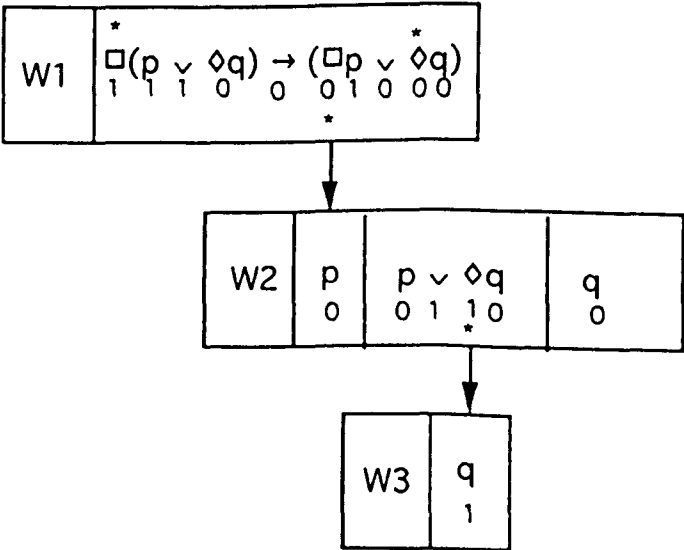 * *
W1 □(p ∨ ◇q) → (□p ∨ ◇q)
1 1 1 0 0 0 1 0 0 0
*
W2 p p ∨ ◇q q
0 0 1 1 0 0
*
W3 q
1